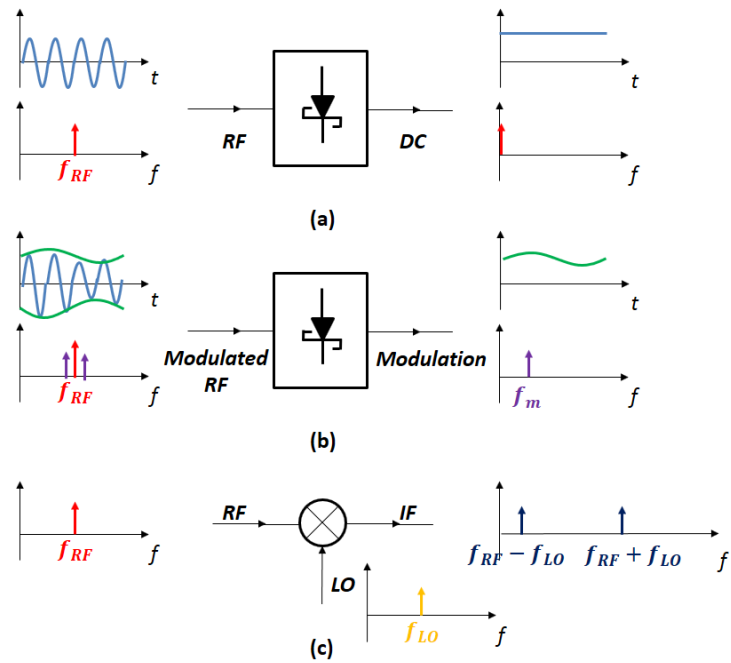 t
t
RF
DC
f
f_RF
f
(a)
t
t
Modulated
RF
Modulation
f
f_RF
f
f_m
(b)
RF
IF
f
f_RF
f_RF − f_LO
f_RF + f_LO
f
LO
f_LO
f
(c)